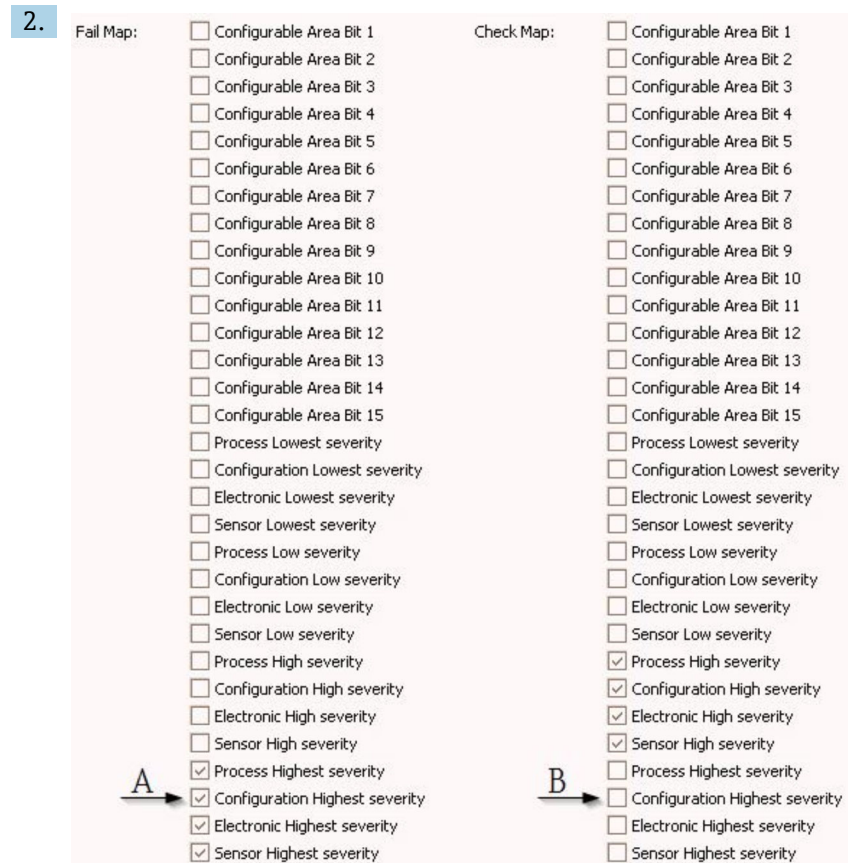 2.
Fail Map: Configurable Area Bit 1 Check Map: Configurable Area Bit 1
Configurable Area Bit 2 Configurable Area Bit 2
Configurable Area Bit 3 Configurable Area Bit 3
Configurable Area Bit 4 Configurable Area Bit 4
Configurable Area Bit 5 Configurable Area Bit 5
Configurable Area Bit 6 Configurable Area Bit 6
Configurable Area Bit 7 Configurable Area Bit 7
Configurable Area Bit 8 Configurable Area Bit 8
Configurable Area Bit 9 Configurable Area Bit 9
Configurable Area Bit 10 Configurable Area Bit 10
Configurable Area Bit 11 Configurable Area Bit 11
Configurable Area Bit 12 Configurable Area Bit 12
Configurable Area Bit 13 Configurable Area Bit 13
Configurable Area Bit 14 Configurable Area Bit 14
Configurable Area Bit 15 Configurable Area Bit 15
Process Lowest severity Process Lowest severity
Configuration Lowest severity Configuration Lowest severity
Electronic Lowest severity Electronic Lowest severity
Sensor Lowest severity Sensor Lowest severity
Process Low severity Process Low severity
Configuration Low severity Configuration Low severity
Electronic Low severity Electronic Low severity
Sensor Low severity Sensor Low severity
Process High severity Process High severity
Configuration High severity Configuration High severity
Electronic High severity Electronic High severity
Sensor High severity Sensor High severity
Process Highest severity Process Highest severity
A Configuration Highest severity B Configuration Highest severity
Electronic Highest severity Electronic Highest severity
Sensor Highest severity Sensor Highest severity